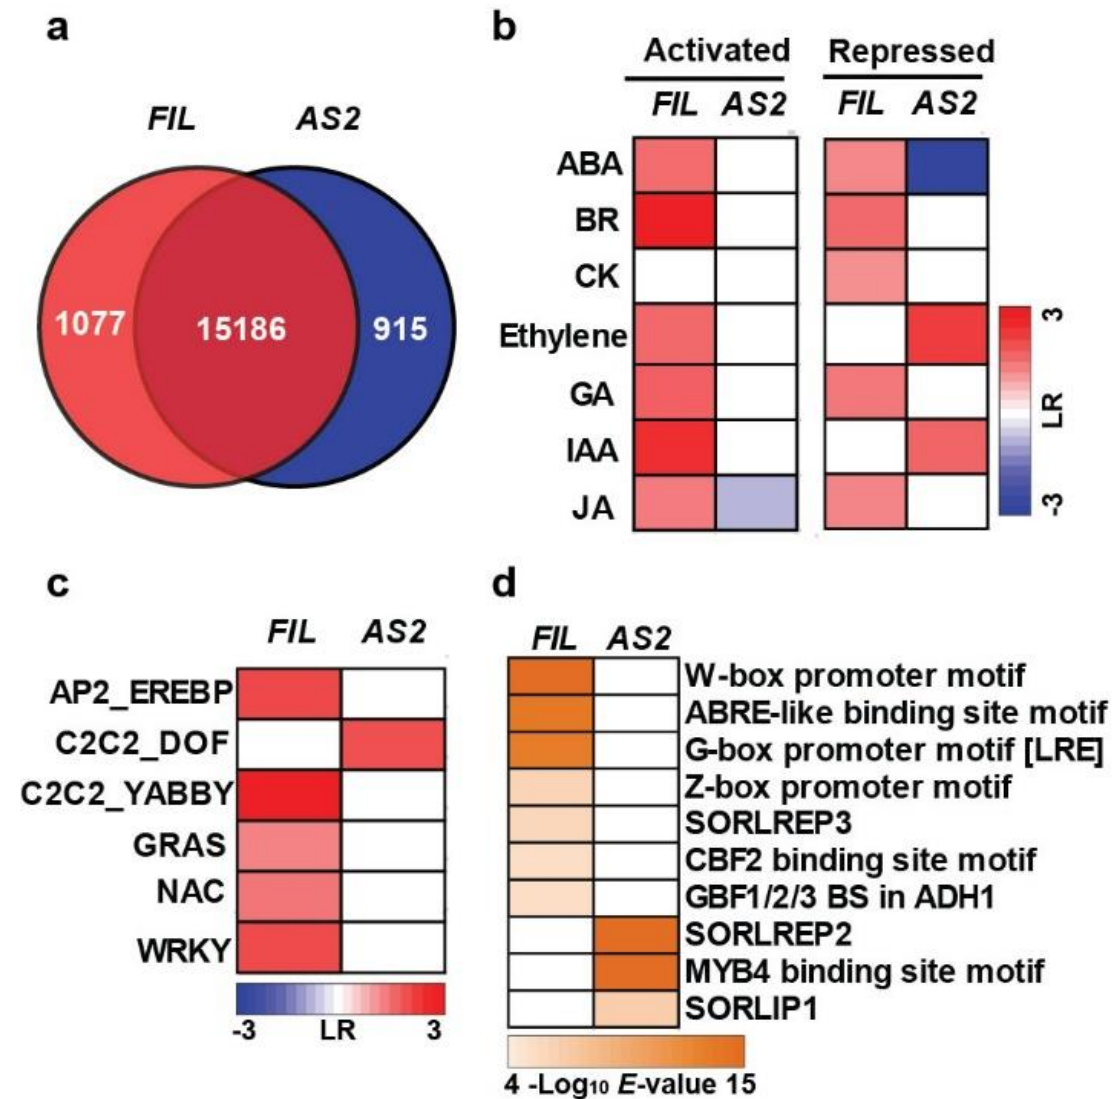 a
FIL AS2
1077 15186 915
b
Activated Repressed
FIL AS2 FIL AS2
ABA
BR
CK
Ethylene
GA
IAA
JA
3
LR
-3
c
FIL AS2
AP2_EREBP
C2C2_DOF
C2C2_YABBY
GRAS
NAC
WRKY
-3 LR 3
d
FIL AS2
W-box promoter motif
ABRE-like binding site motif
G-box promoter motif [LRE]
Z-box promoter motif
SORLREP3
CBF2 binding site motif
GBF1/2/3 BS in ADH1
SORLREP2
MYB4 binding site motif
SORLIP1
4 -Log₁₀ E-value 15